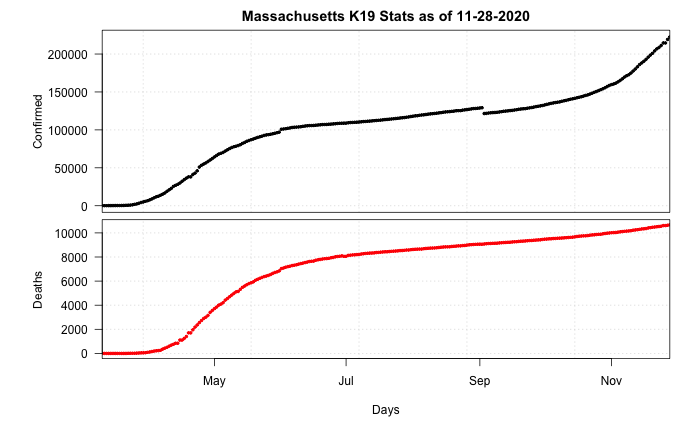 Massachusetts K19 Stats as of 11-28-2020
Confirmed
200000
150000
100000
50000
0
Deaths
10000
8000
6000
4000
2000
0
May Jul Sep Nov
Days